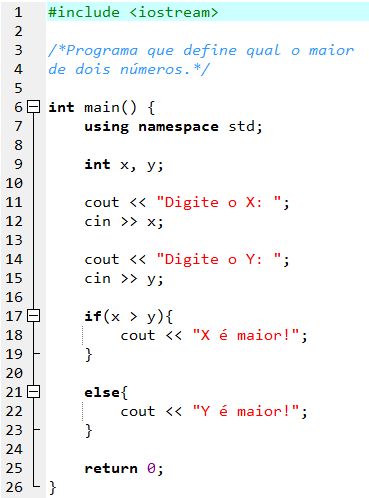 1 #include <iostream>
2
3 /*Programa que define qual o maior
4 de dois números.*/
5
6 int main() {
7 using namespace std;
8
9 int x, y;
10
11 cout << "Digite o X: ";
12 cin >> x;
13
14 cout << "Digite o Y: ";
15 cin >> y;
16
17 if(x > y){
18 cout << "X é maior!";
19 }
20
21 else{
22 cout << "Y é maior!";
23 }
24
25 return 0;
26 }